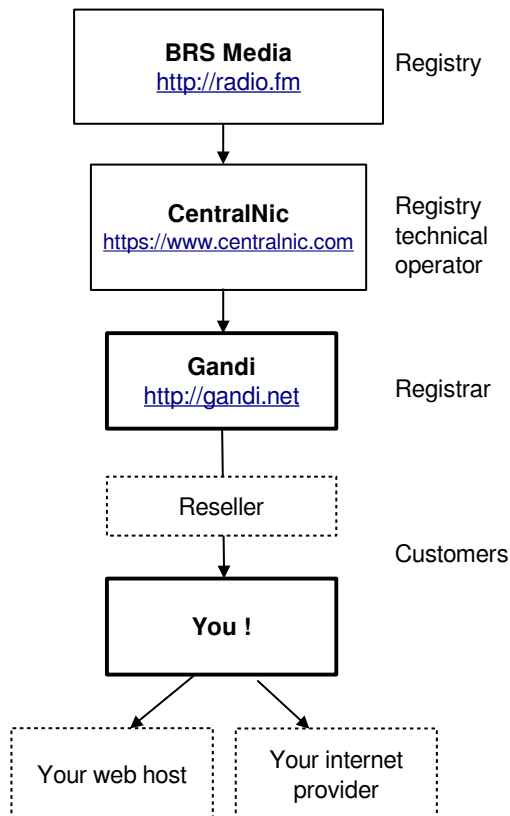 BRS Media
http://radio.fm
Registry
CentralNic
https://www.centralnic.com
Registry
technical
operator
Gandi
http://gandi.net
Registrar
Reseller
Customers
You !
Your web host
Your internet
provider